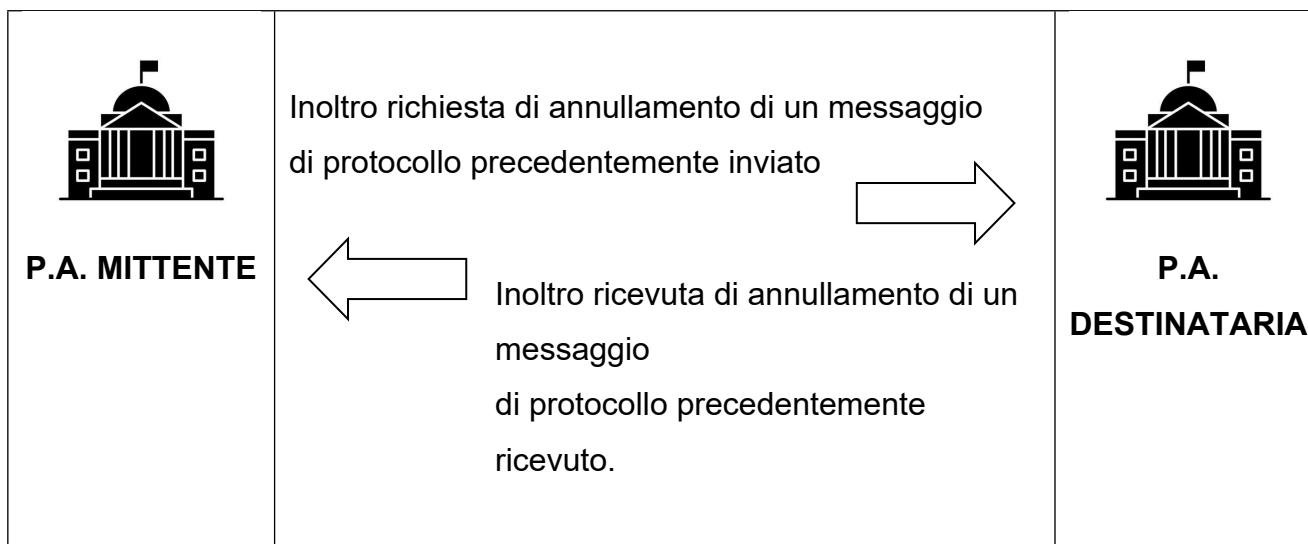 P.A. MITTENTE
Inoltro richiesta di annullamento di un messaggio
di protocollo precedentemente inviato
Inoltro ricevuta di annullamento di un
messaggio
di protocollo precedentemente
ricevuto.
P.A.
DESTINATARIA